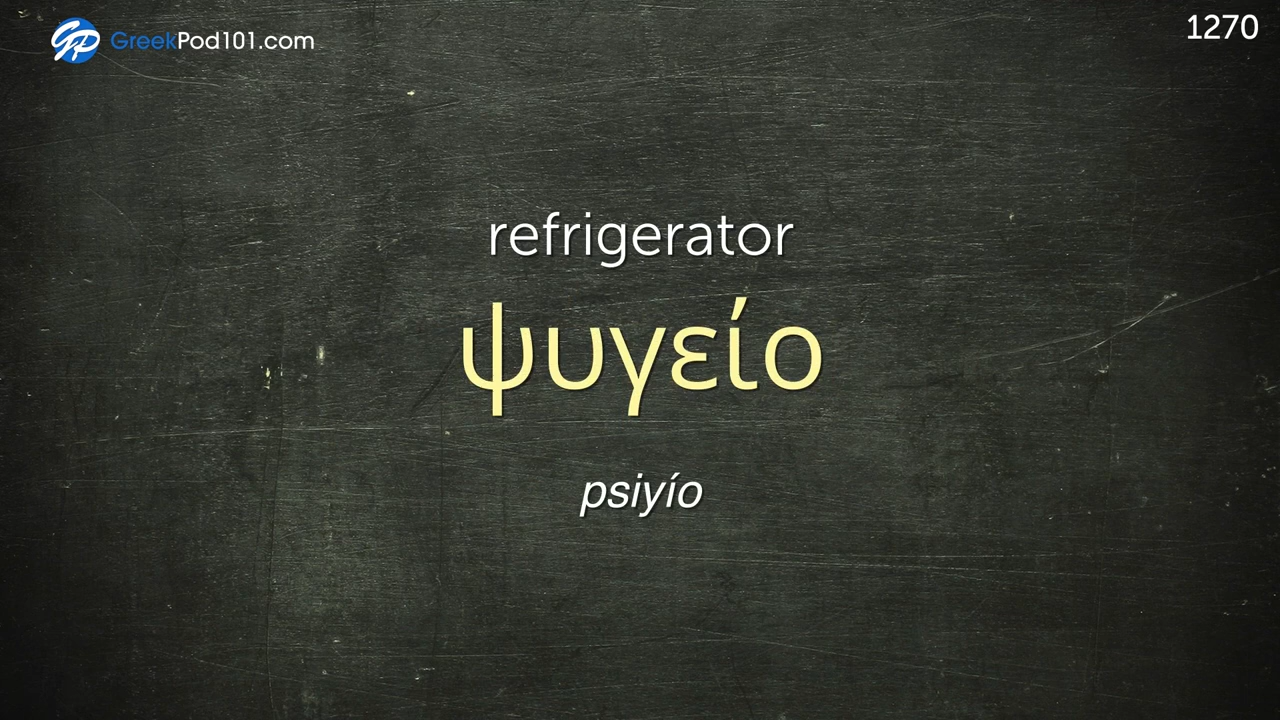 GreekPod101.com
1270
refrigerator
ψυγείο
psiyío